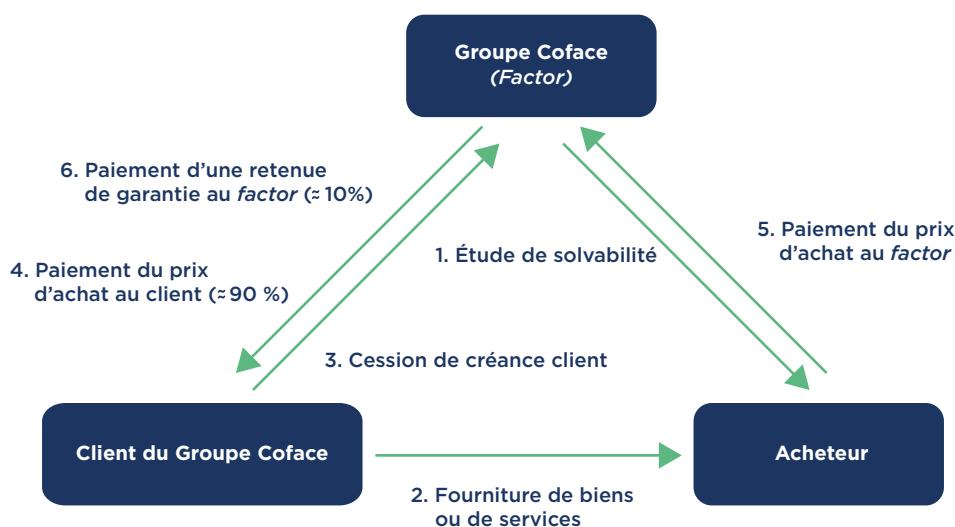 Groupe Coface
(Factor)
6. Paiement d’une retenue
de garantie au factor (≈ 10%)
5. Paiement du prix
d’achat au factor
1. Étude de solvabilité
4. Paiement du prix
d’achat au client (≈ 90 %)
3. Cession de créance client
Client du Groupe Coface
Acheteur
2. Fourniture de biens
ou de services